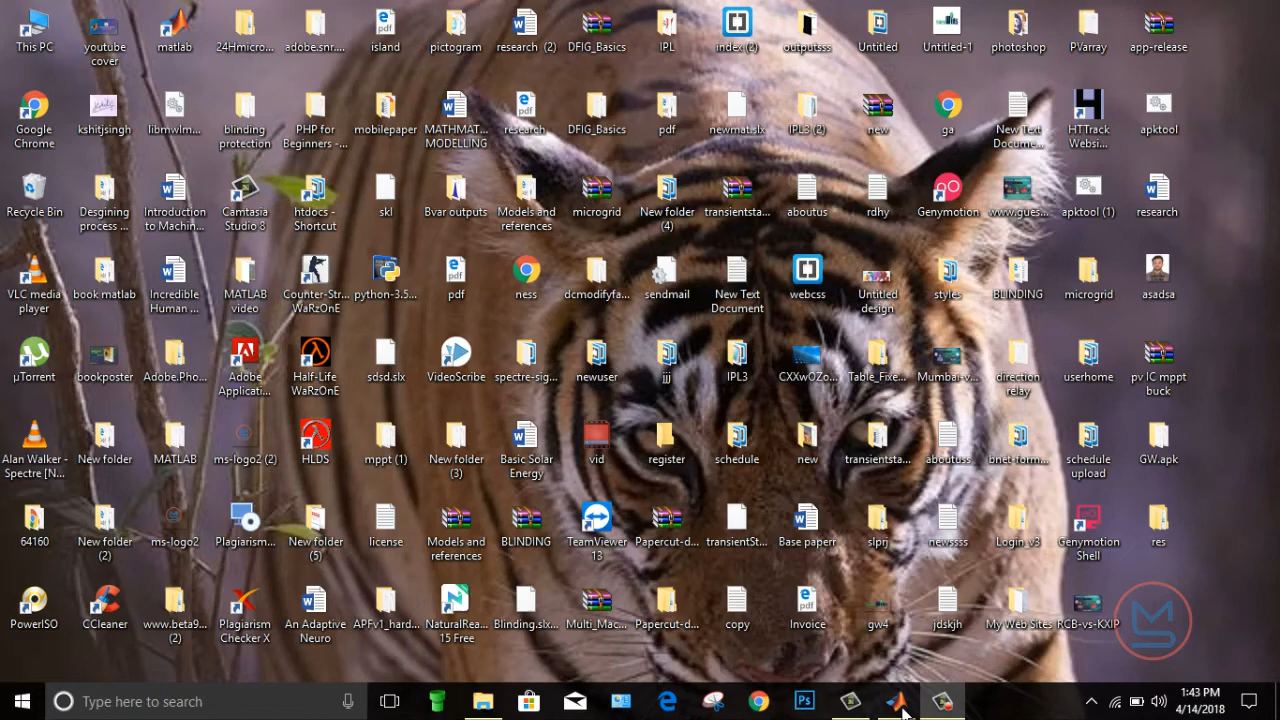 This PC
youtube
cover
matlab
24Hmicro...
adobe.snr....
island
pictogram
research (2)
DFIG_Basics
IPL
index (2)
outputsss
Untitled
Untitled-1
photoshop
PVarray
app-release
Google
Chrome
kshitjsingh
libmwlm...
blinding
protection
PHP for
Beginners -...
mobilepaper
MATHMAT...
MODELLING
research
DFIG_Basics
pdf
newmat.slx
IPL3 (2)
new
ga
New Text
Docume...
HTTrack
Websi...
apktool
Recycle Bin
Desgining
process ...
Introduction
to Machin...
Camtasia
Studio 8
htdocs -
Shortcut
skl
Bvar outputs
Models and
references
microgrid
New folder
(4)
transientsta...
aboutus
rdhy
Genymotion
www.gues...
apktool (1)
research
VLC media
player
book matlab
Incredible
Human ...
MATLAB
video
Counter-Str...
WaRzOnE
python-3.5...
pdf
ness
dcmodifyfa...
sendmail
New Text
Document
webcss
Untitled
design
styles
BLINDING
microgrid
asadsa
µTorrent
bookposter
Adobe.Pho...
Adobe
Applicati...
Half-Life
WaRzOnE
sdsd.slx
VideoScribe
spectre-sig...
newuser
jjj
IPL3
CXXwOZo...
Table_Fixe...
Mumbai-v...
direction
relay
userhome
pv IC mppt
buck
Alan Walker -
Spectre [N...
New folder
MATLAB
ms-logo2 (2)
HLDS
mppt (1)
New folder
(3)
Basic Solar
Energy
vid
register
schedule
new
transientsta...
aboutuss
bnet-form...
schedule
upload
GW.apk
64160
New folder
(2)
ms-logo2
Plagiarism...
New folder
(5)
license
Models and
references
BLINDING
TeamViewer
13
Papercut-d...
transientSt...
Base paperr
slprj
newssss
Login_v3
Genymotion
Shell
res
PowerISO
CCleaner
www.beta9...
(2)
Plagiarism
Checker X
An Adaptive
Neuro
APFv1_hard...
NaturalRea...
15 Free
Blinding.slx...
Multi_Mac...
Papercut-d...
copy
Invoice
gw4
jdskjh
My Web Sites
RCB-vs-KXIP
Type here to search
1:43 PM
4/14/2018